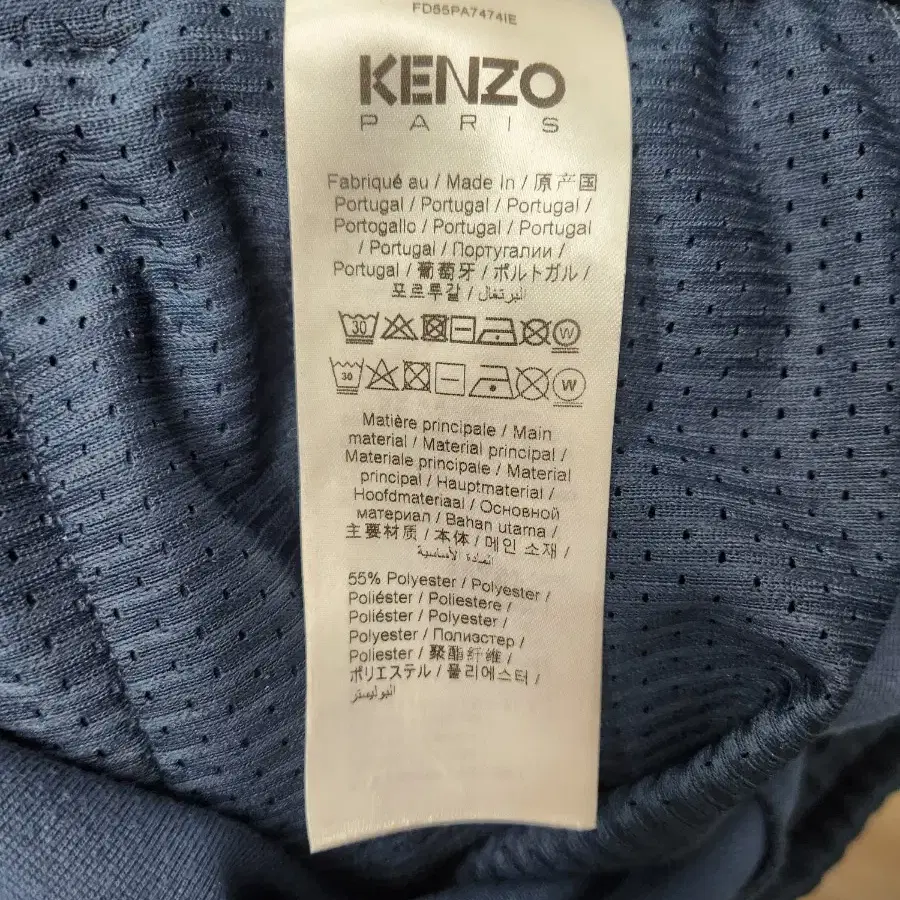 FD55PA7474IE
KENZO
PARIS
Fabriqué au / Made In / 原产国
Portugal / Portugal / Portugal /
Portogallo / Portugal / Portugal
/ Portugal / Португалии /
Portugal / 葡萄牙 / ポルトガル /
포르투갈 / البرتغال
30 W
30 W
Matière principale / Main
material / Material principal /
Materiale principale / Material
principal / Hauptmaterial /
Hoofdmateriaal / Основной
материал / Bahan utama /
主要材质 / 本体 / 메인 소재 /
المادة الأساسية
55% Polyester / Polyester /
Poliéster / Poliestere /
Poliéster / Polyester /
Polyester / Полиэстер /
Poliester / 聚酯纤维 /
ポリエステル / 폴리에스터 /
البوليستر